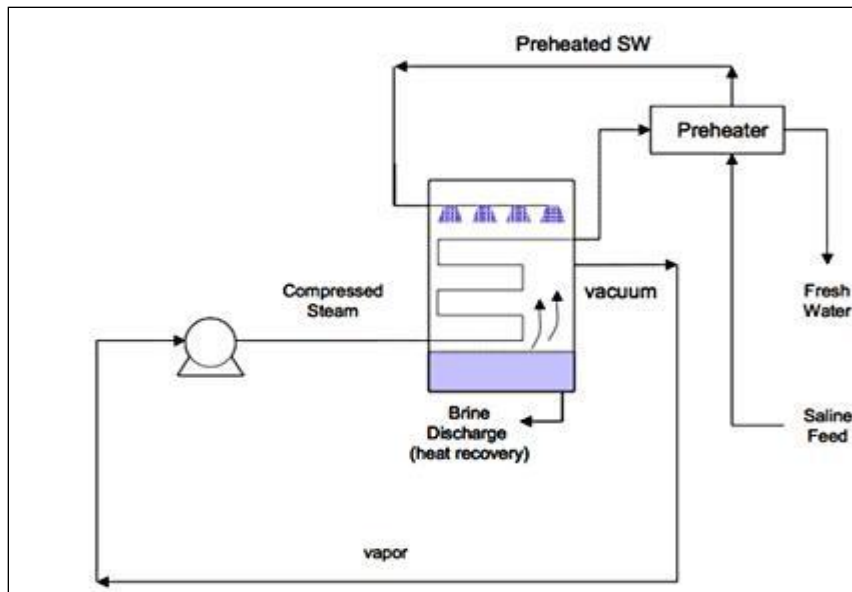 Preheated SW
Preheater
Compressed
Steam
vacuum
Fresh
Water
Brine
Discharge
(heat recovery)
Saline
Feed
vapor